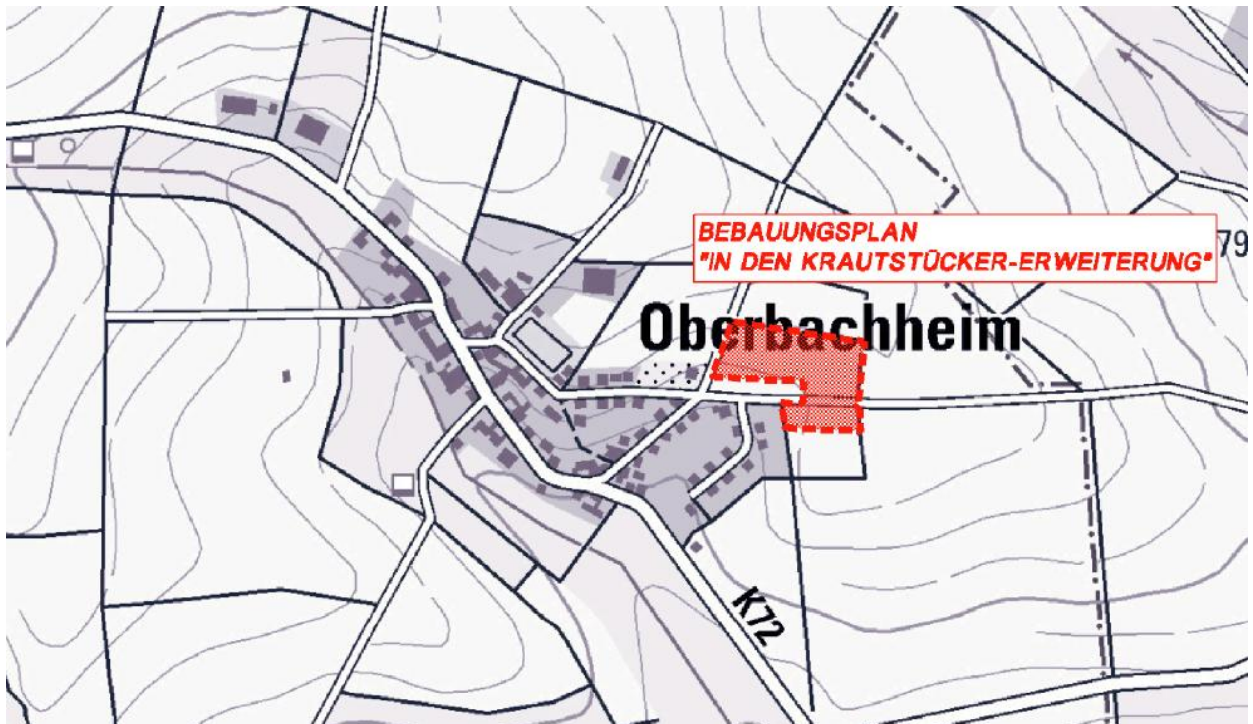 BEBAUUNGSPLAN
"IN DEN KRAUTSTÜCKER-ERWEITERUNG"
79
Oberbachheim
K72